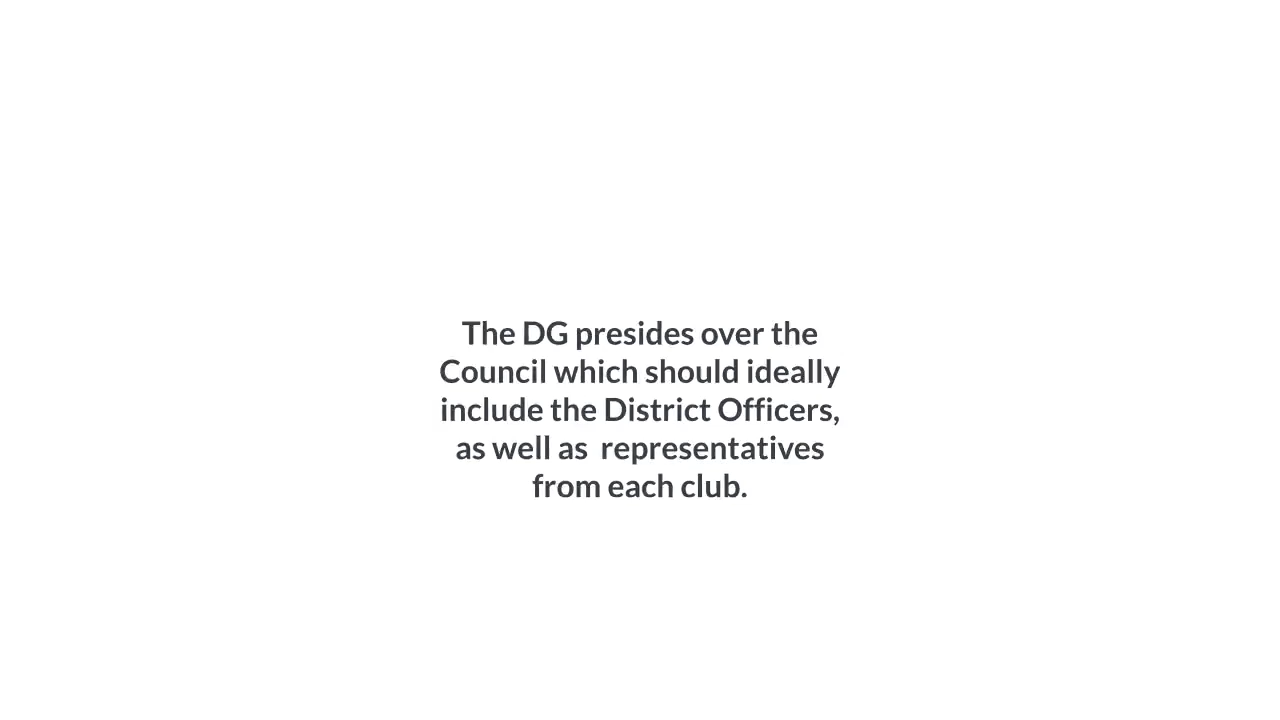 The DG presides over the
Council which should ideally
include the District Officers,
as well as  representatives
from each club.